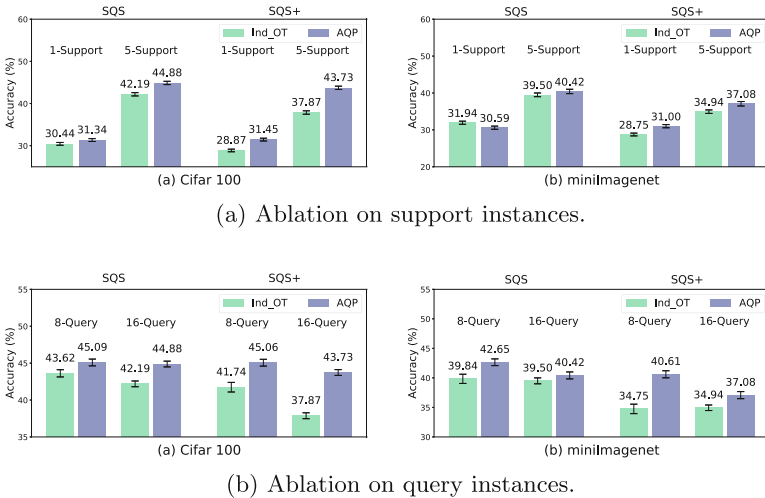 SQS SQS+
60
50
40
30
Accuracy (%)
Ind_OT AQP
1-Support 5-Support 1-Support 5-Support
30.44 31.34 42.19 44.88 28.87 31.45 37.87 43.73
(a) Cifar 100
SQS SQS+
60
50
40
30
20
Accuracy (%)
Ind_OT AQP
1-Support 5-Support 1-Support 5-Support
31.94 30.59 39.50 40.42 28.75 31.00 34.94 37.08
(b) miniImagenet
(a) Ablation on support instances.
SQS SQS+
55
50
45
40
35
Accuracy (%)
Ind_OT AQP
8-Query 16-Query 8-Query 16-Query
43.62 45.09 42.19 44.88 41.74 45.06 37.87 43.73
(a) Cifar 100
SQS SQS+
55
50
45
40
35
30
Accuracy (%)
Ind_OT AQP
8-Query 16-Query 8-Query 16-Query
39.84 42.65 39.50 40.42 34.75 40.61 34.94 37.08
(b) miniImagenet
(b) Ablation on query instances.